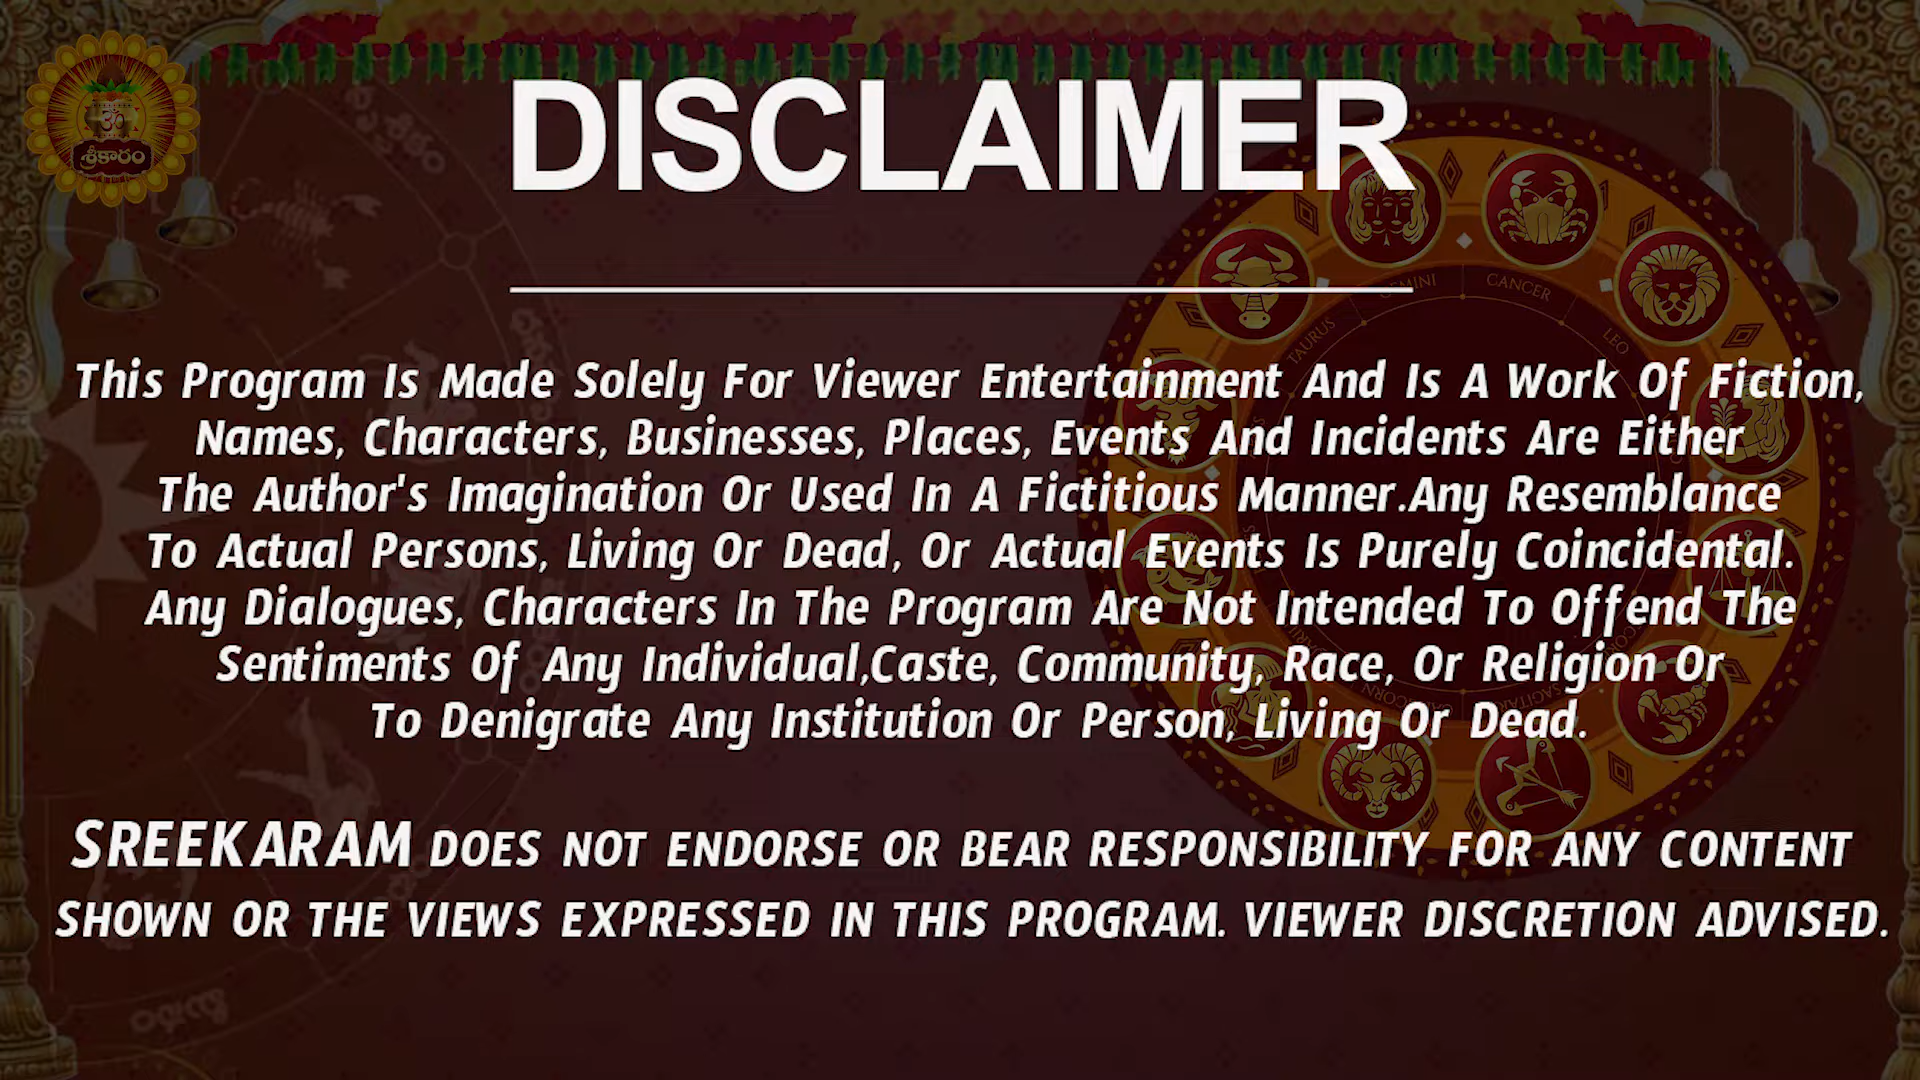 శ్రీకారం
DISCLAIMER
GEMINI
CANCER
TAURUS
LEO
This Program Is Made Solely For Viewer Entertainment And Is A Work Of Fiction,
Names, Characters, Businesses, Places, Events And Incidents Are Either
The Author's Imagination Or Used In A Fictitious Manner.Any Resemblance
To Actual Persons, Living Or Dead, Or Actual Events Is Purely Coincidental.
Any Dialogues, Characters In The Program Are Not Intended To Offend The
Sentiments Of Any Individual,Caste, Community, Race, Or Religion Or
To Denigrate Any Institution Or Person, Living Or Dead.
SREEKARAM DOES NOT ENDORSE OR BEAR RESPONSIBILITY FOR ANY CONTENT
SHOWN OR THE VIEWS EXPRESSED IN THIS PROGRAM. VIEWER DISCRETION ADVISED.